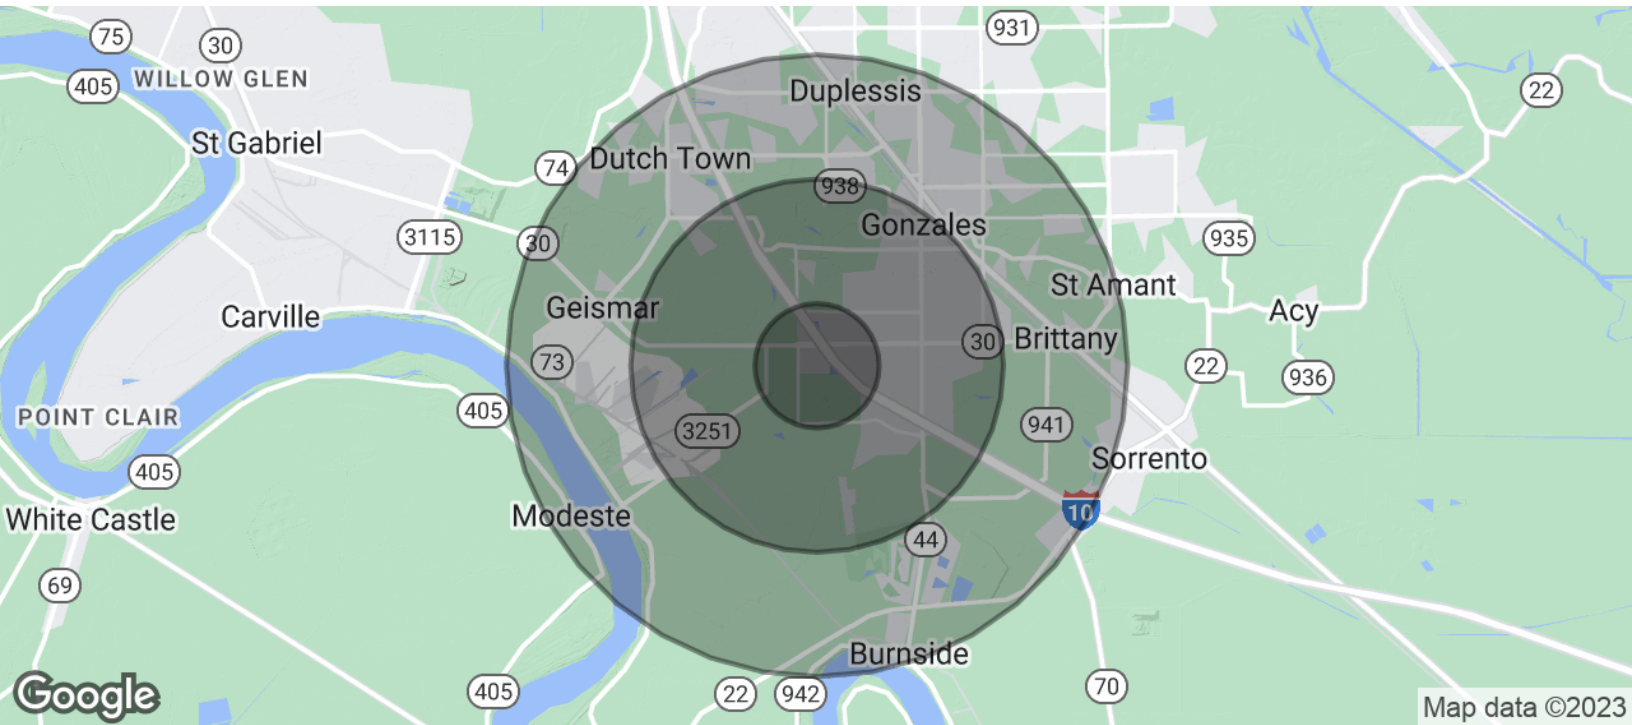 931
75
30
WILLOW GLEN
405
Duplessis
22
St Gabriel
Dutch Town
74
938
Gonzales
3115
30
935
St Amant
Geismar
Acy
Carville
30
Brittany
73
22
936
405
POINT CLAIR
3251
941
Sorrento
405
White Castle
Modeste
10
44
69
Burnside
70
405
22
942
Google
Map data ©2023